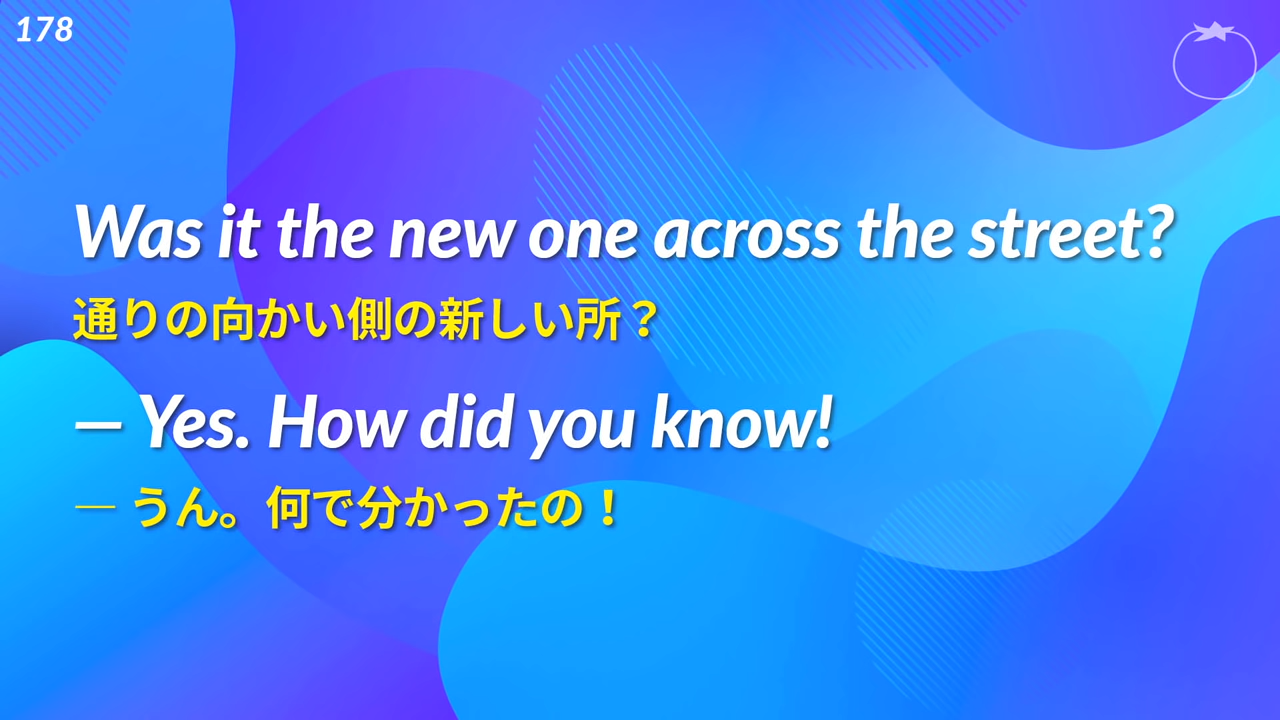 178
Was it the new one across the street?
通りの向かい側の新しい所？
— Yes. How did you know!
— うん。何で分かったの！